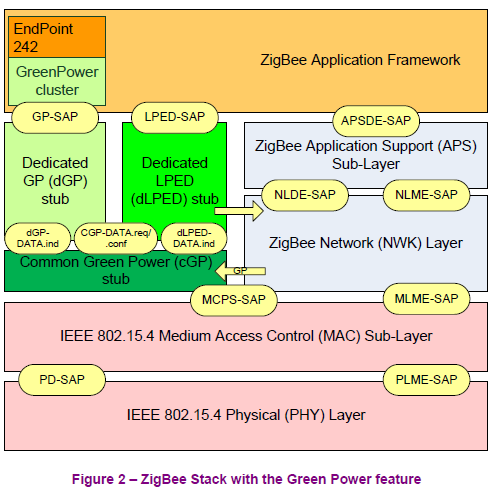 EndPoint
242
GreenPower
cluster
ZigBee Application Framework
GP-SAP
LPED-SAP
APSDE-SAP
Dedicated
GP (dGP)
stub
Dedicated
LPED
(dLPED) stub
ZigBee Application Support (APS)
Sub-Layer
NLDE-SAP
NLME-SAP
dGP-
DATA.ind
CGP-DATA.req/
.conf
dLPED-
DATA.ind
ZigBee Network (NWK) Layer
Common Green Power (cGP)
stub
GP
MCPS-SAP
MLME-SAP
IEEE 802.15.4 Medium Access Control (MAC) Sub-Layer
PD-SAP
PLME-SAP
IEEE 802.15.4 Physical (PHY) Layer
Figure 2 – ZigBee Stack with the Green Power feature